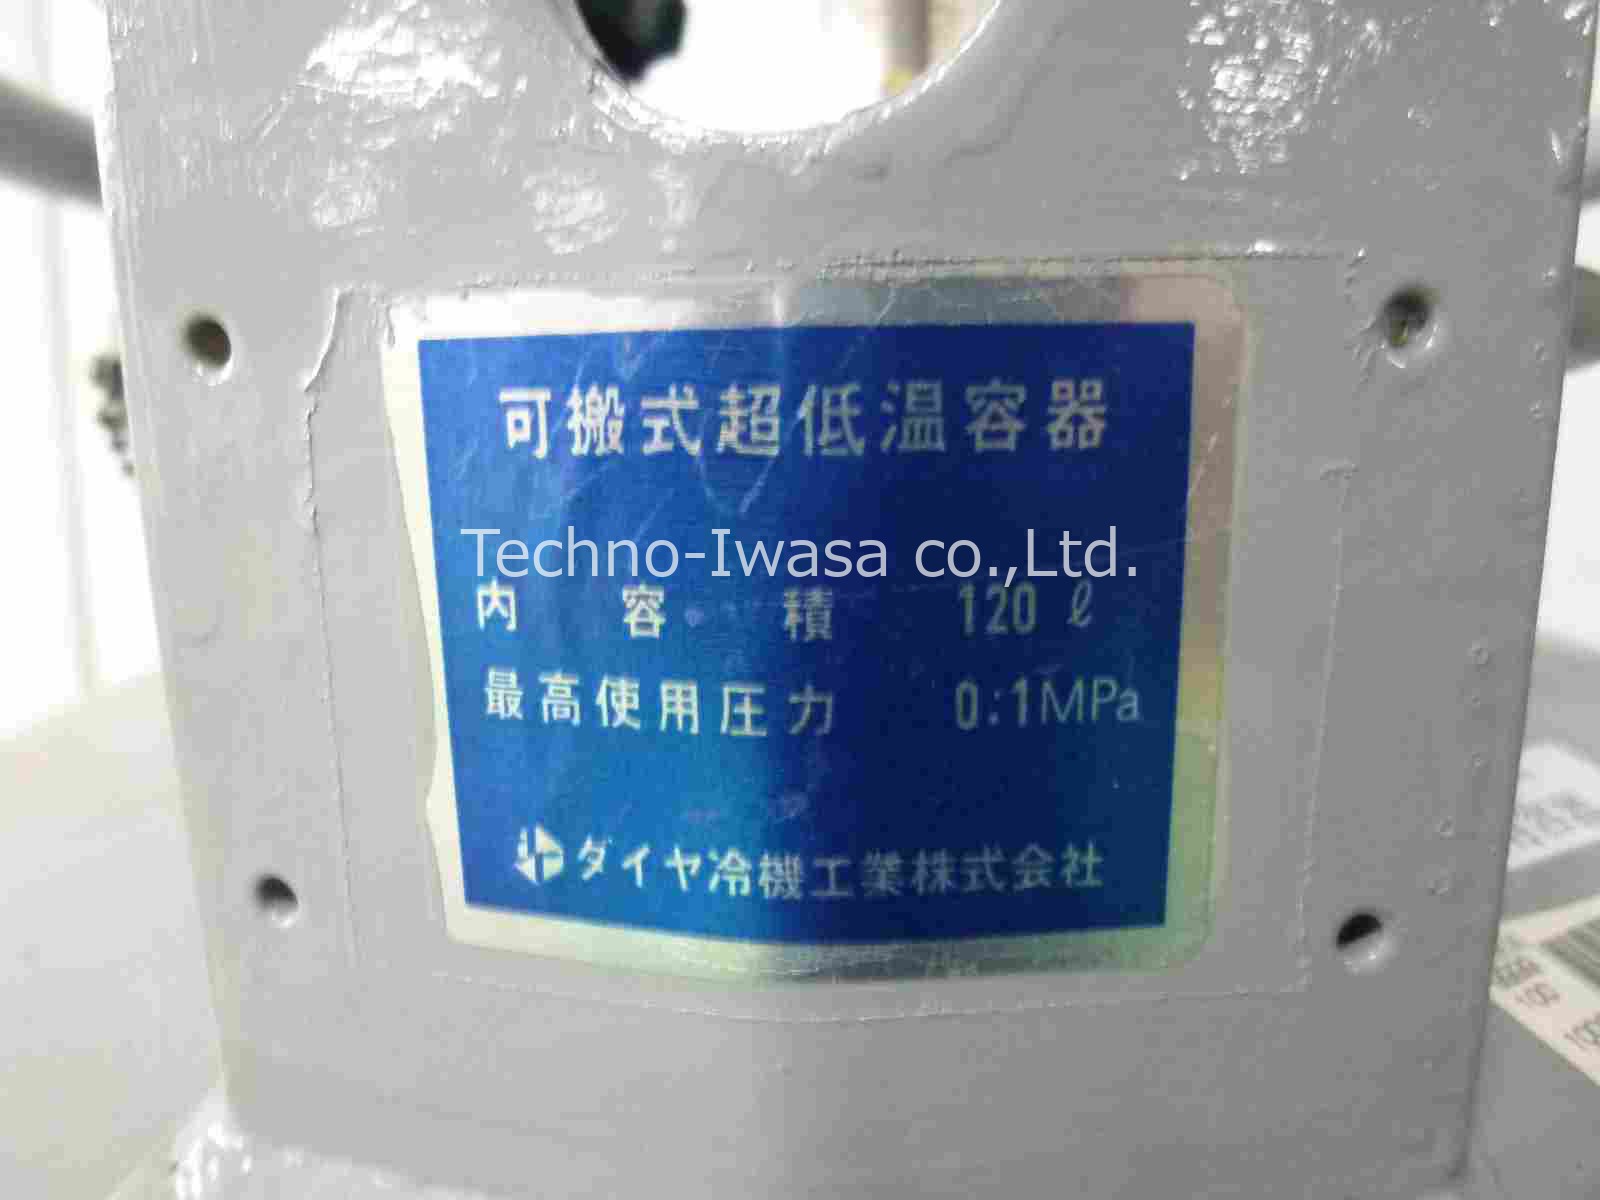 可搬式超低温容器
Techno-Iwasa co.,Ltd.
内容積 120ℓ
最高使用圧力 0.1MPa
ダイヤ冷機工業株式会社